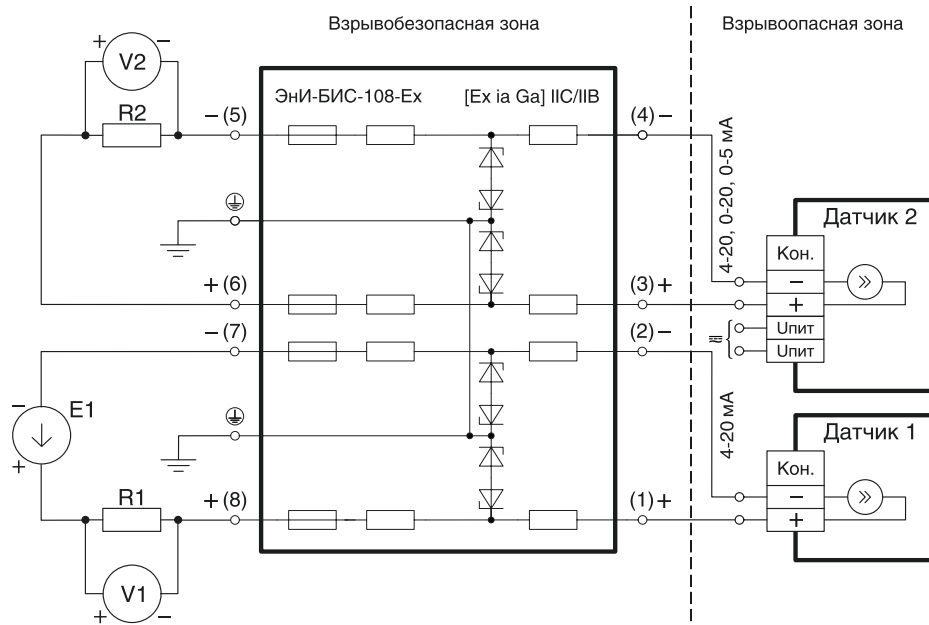 Взрывобезопасная зона
Взрывоопасная зона
+ V2 −
R2
ЭнИ-БИС-108-Ex [Ex ia Ga] IIC/IIB
− (5)
(4) −
4-20, 0-20, 0-5 мА
Датчик 2
Кон.
−
+ (6)
(3) +
+
Uпит
Uпит
− (7)
(2) −
−
E1
+
4-20 мА
Датчик 1
Кон.
−
R1
+ (8)
(1) +
+
V1
+ −